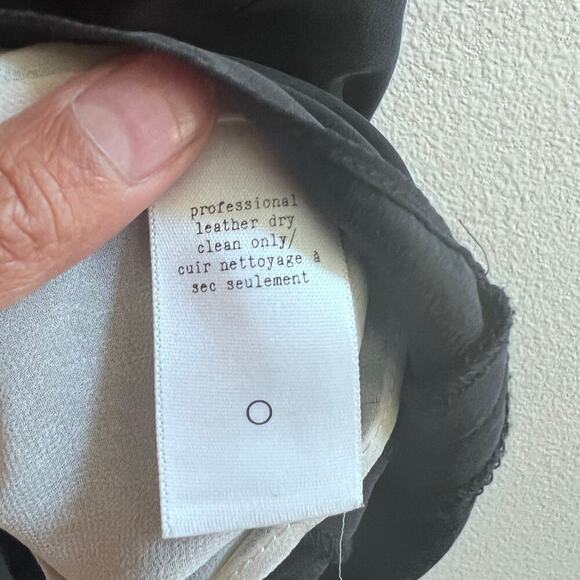 professional
leather dry
clean only/
cuir nettoyage à
sec seulement